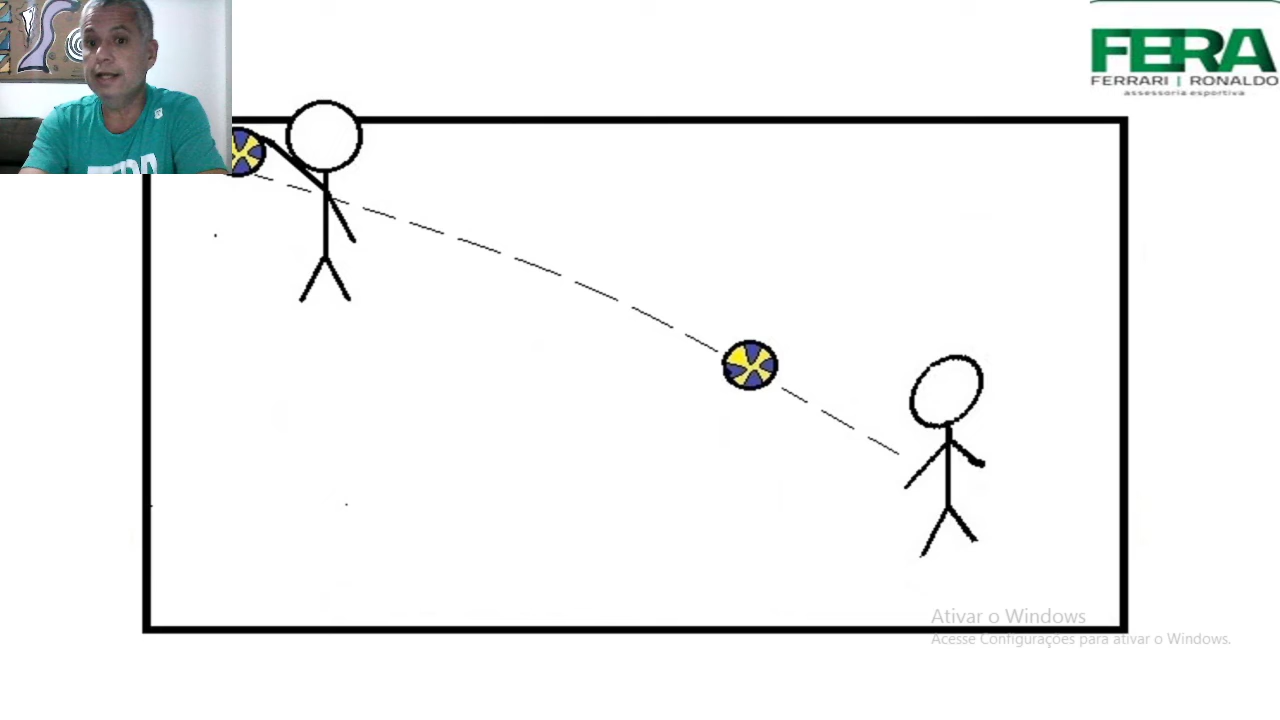 FERA
FERRARI | RONALDO
assessoria esportiva
Ativar o Windows
Acesse Configurações para ativar o Windows.